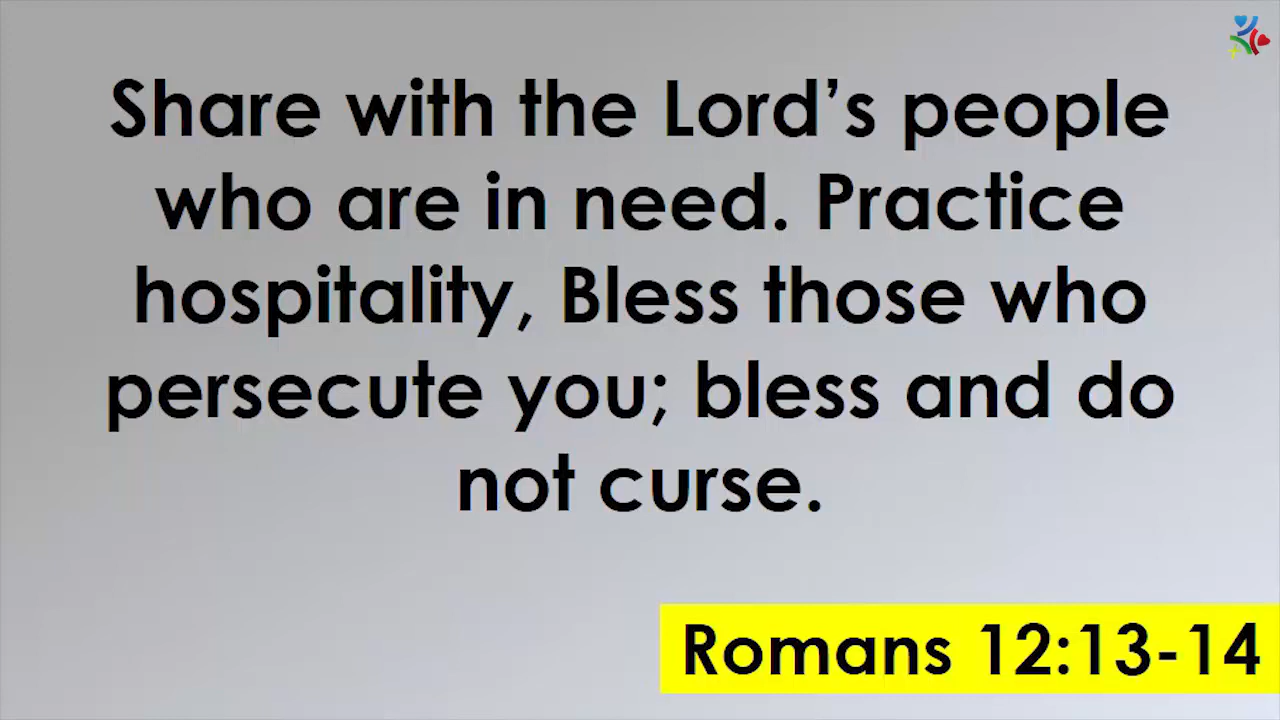 Share with the Lord’s people
who are in need. Practice
hospitality, Bless those who
persecute you; bless and do
not curse.
Romans 12:13-14